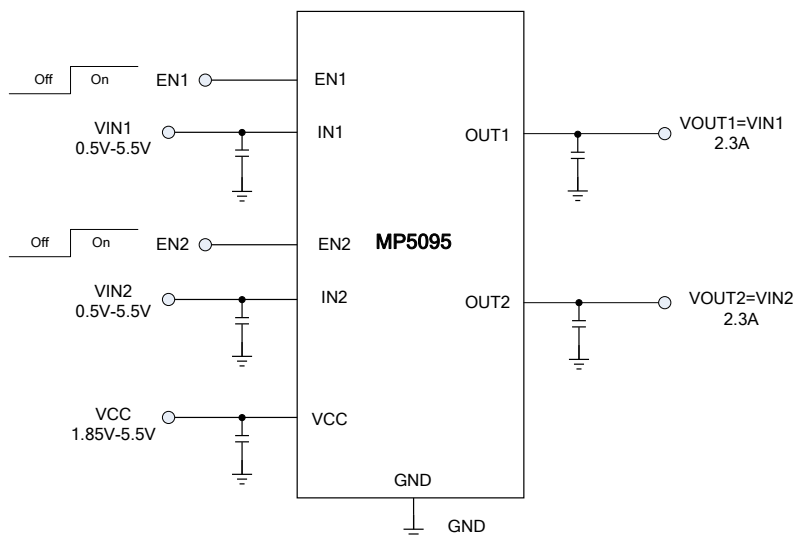 Off On EN1 EN1
VIN1
0.5V-5.5V
IN1
OUT1
VOUT1=VIN1
2.3A
Off On EN2 EN2
MP5095
VIN2
0.5V-5.5V
IN2
OUT2
VOUT2=VIN2
2.3A
VCC
1.85V-5.5V
VCC
GND
GND